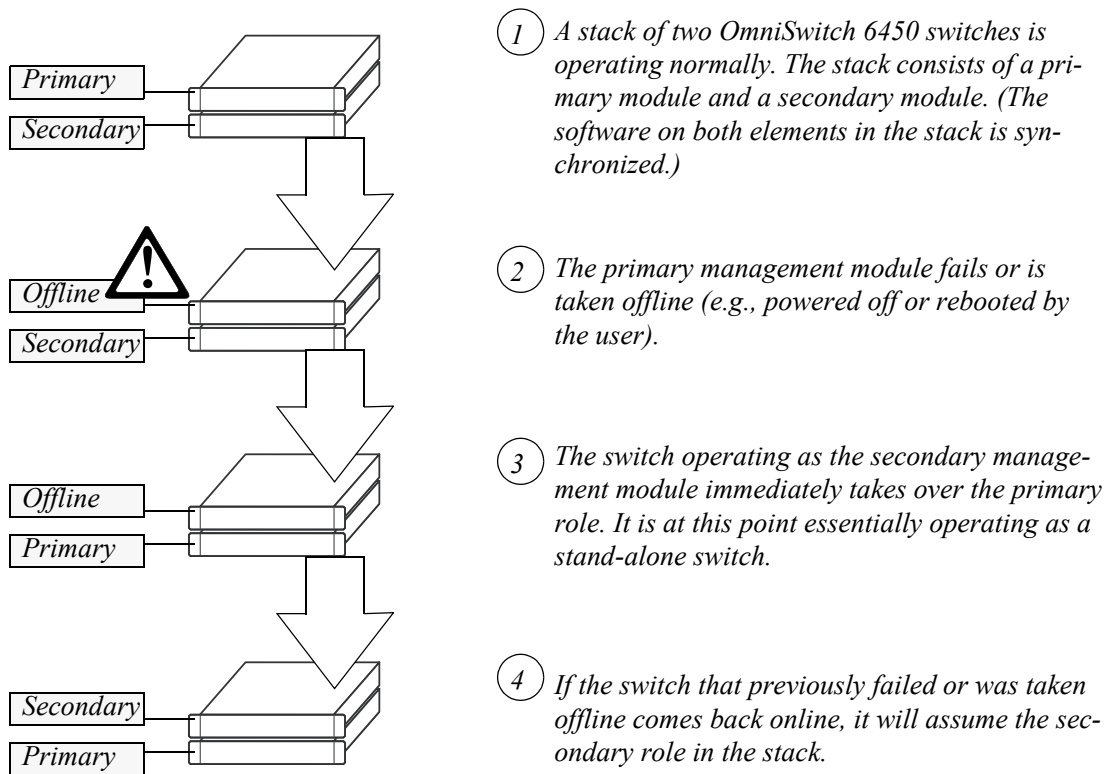 Primary
Secondary
1
A stack of two OmniSwitch 6450 switches is
operating normally. The stack consists of a pri-
mary module and a secondary module. (The
software on both elements in the stack is syn-
chronized.)
Offline
Secondary
2
The primary management module fails or is
taken offline (e.g., powered off or rebooted by
the user).
Offline
Primary
3
The switch operating as the secondary manage-
ment module immediately takes over the primary
role. It is at this point essentially operating as a
stand-alone switch.
Secondary
Primary
4
If the switch that previously failed or was taken
offline comes back online, it will assume the sec-
ondary role in the stack.